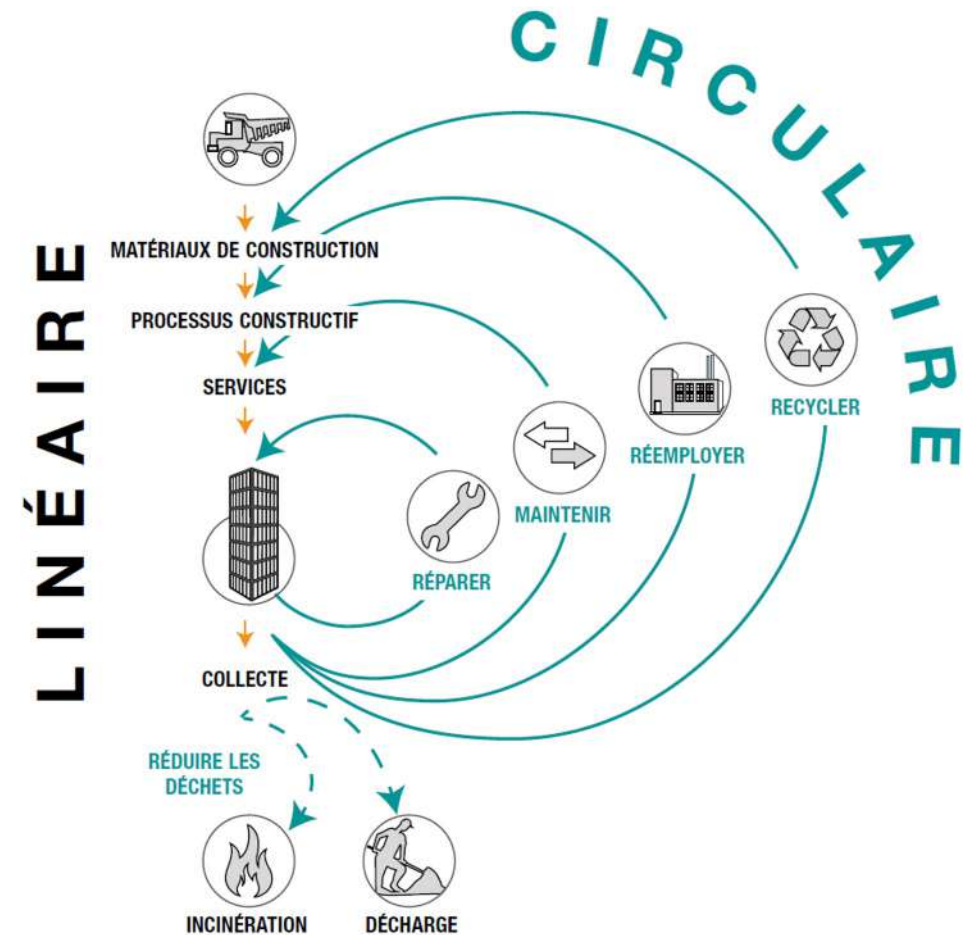 CIRCULAIRE
LINÉAIRE
MATÉRIAUX DE CONSTRUCTION
PROCESSUS CONSTRUCTIF
SERVICES
RECYCLER
RÉEMPLOYER
MAINTENIR
RÉPARER
COLLECTE
RÉDUIRE LES
DÉCHETS
INCINÉRATION
DÉCHARGE